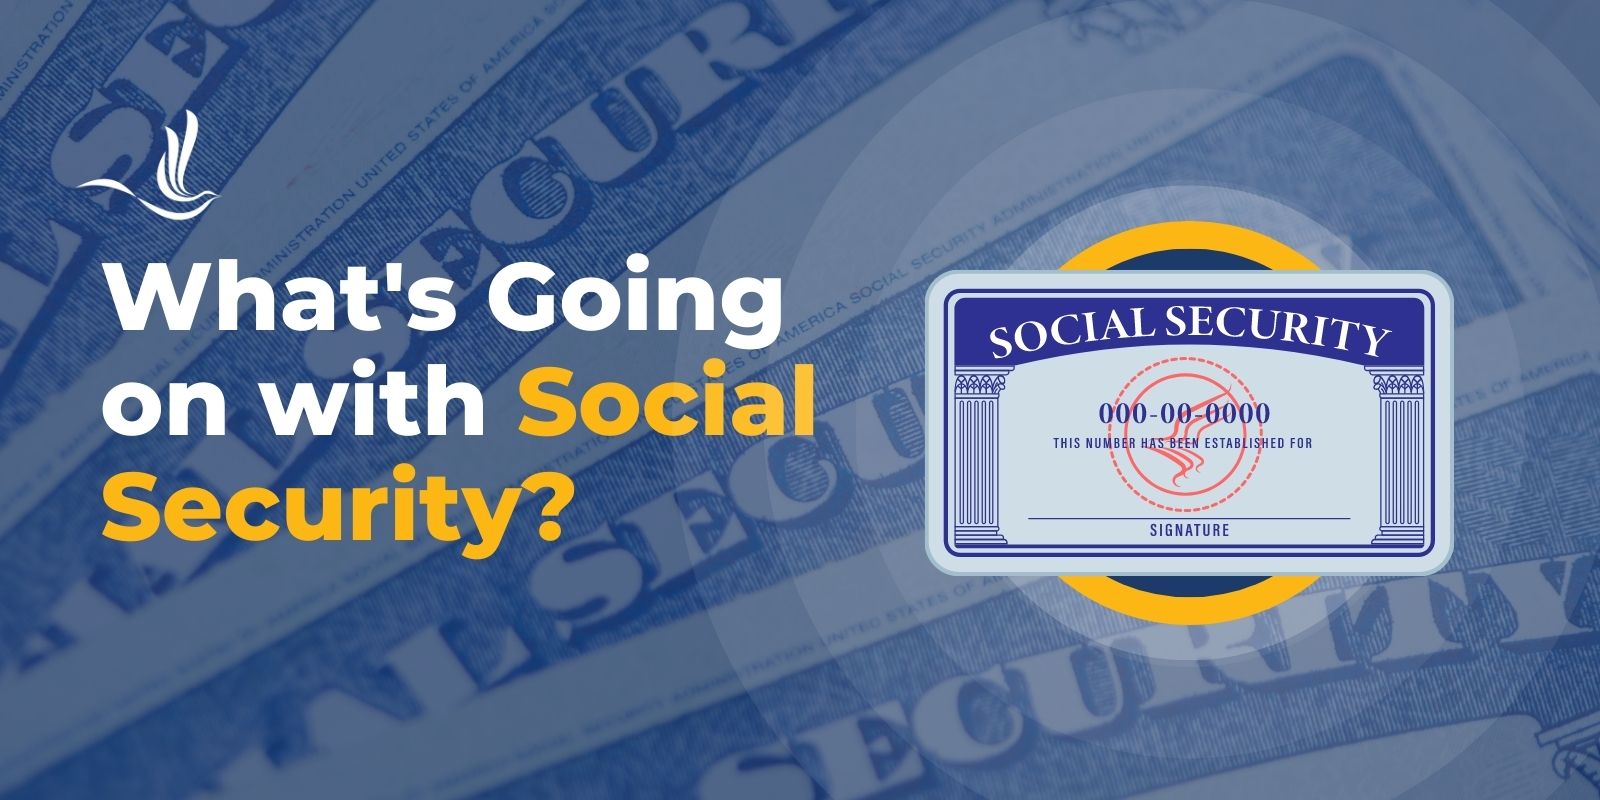 What's Going
on with Social
Security?
SOCIAL SECURITY
000-00-0000
THIS NUMBER HAS BEEN ESTABLISHED FOR
SIGNATURE